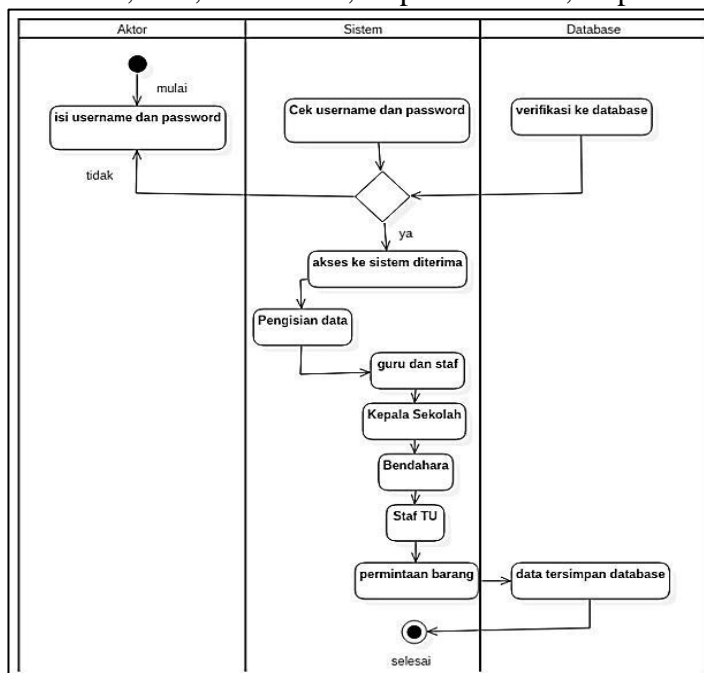 Aktor
Sistem
Database
mulai
isi username dan password
Cek username dan password
verifikasi ke database
tidak
ya
akses ke sistem diterima
Pengisian data
guru dan staf
Kepala Sekolah
Bendahara
Staf TU
permintaan barang
data tersimpan database
selesai